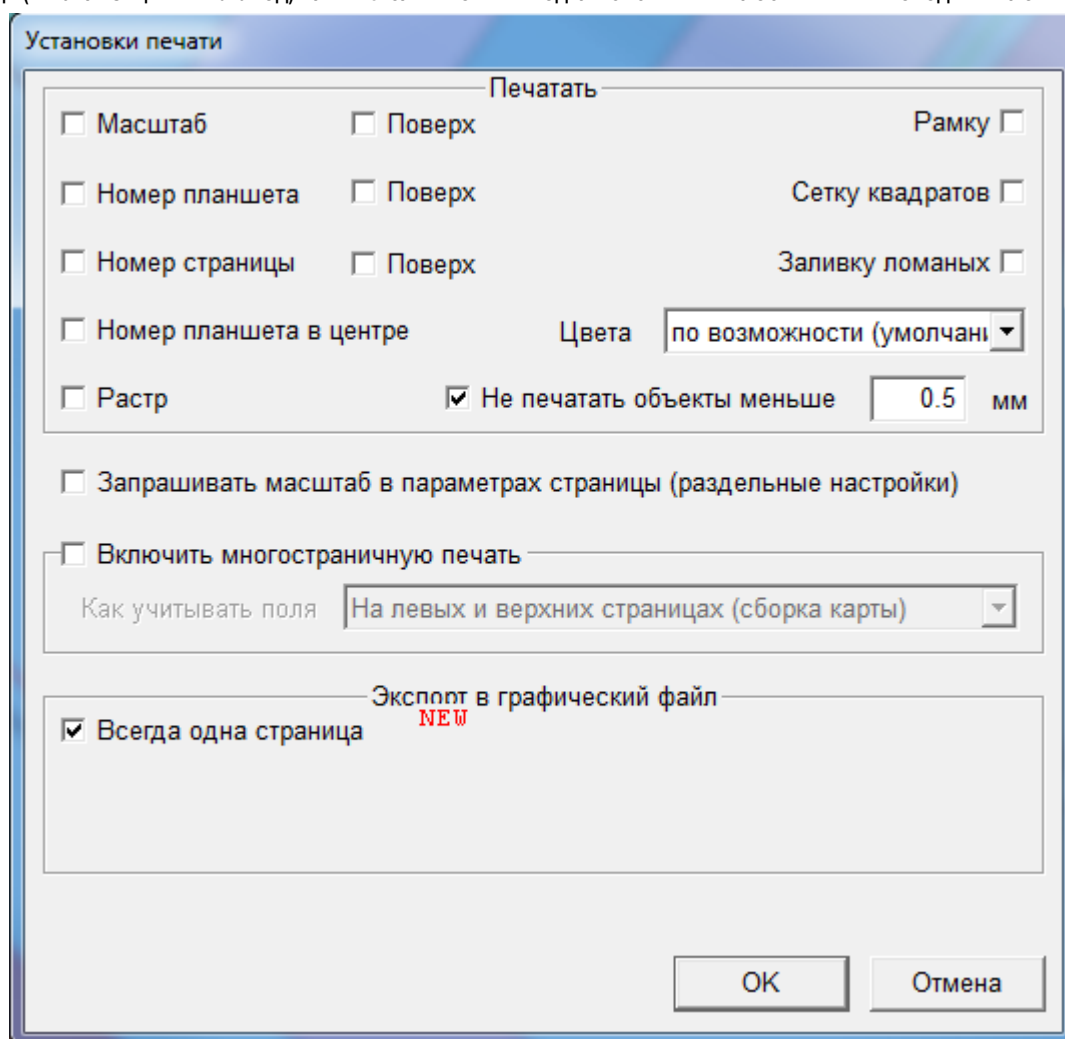 Установки печати
Печатать
Масштаб Поверх Рамку
Номер планшета Поверх Сетку квадратов
Номер страницы Поверх Заливку ломаных
Номер планшета в центре Цвета по возможности (умолчани
Растр Не печатать объекты меньше 0.5 мм
Запрашивать масштаб в параметрах страницы (раздельные настройки)
Включить многостраничную печать
Как учитывать поля На левых и верхних страницах (сборка карты)
Экспорт в графический файл
NEW
Всегда одна страница
OK Отмена